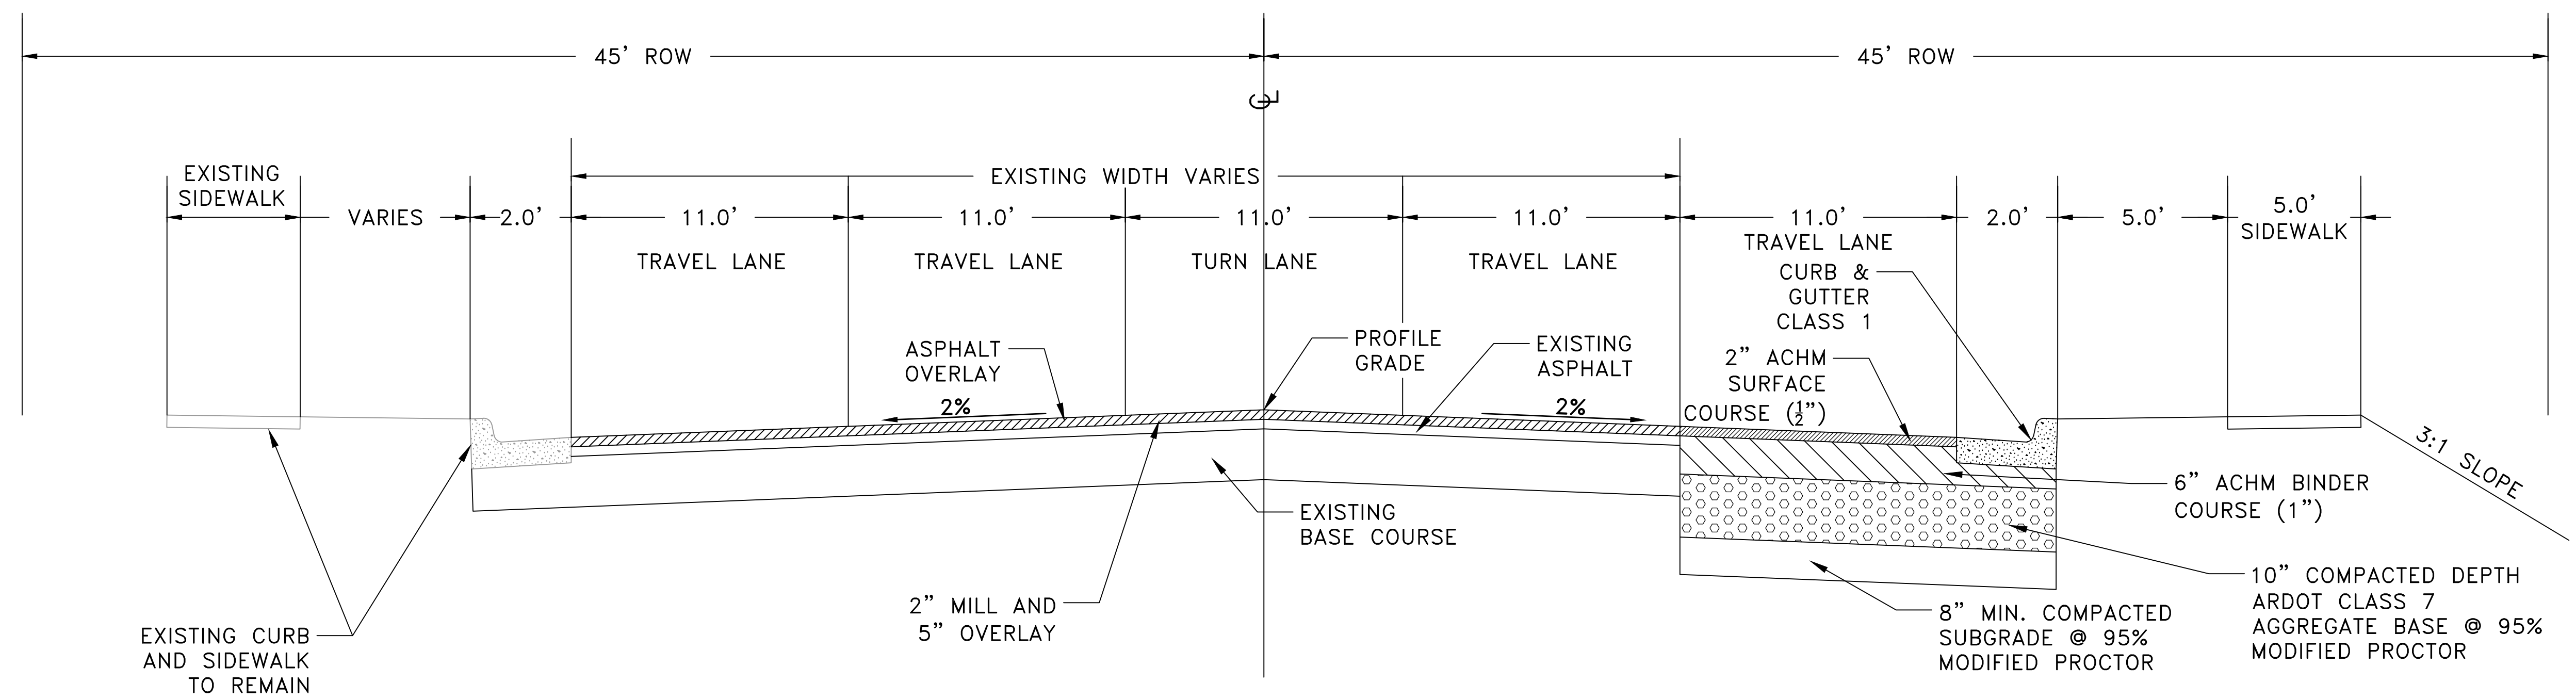 45' ROW
45' ROW
℄
EXISTING
SIDEWALK
VARIES
2.0'
EXISTING WIDTH VARIES
11.0'
11.0'
11.0'
11.0'
11.0'
2.0'
5.0'
5.0'
SIDEWALK
TRAVEL LANE
TRAVEL LANE
TURN LANE
TRAVEL LANE
TRAVEL LANE
CURB &
GUTTER
CLASS 1
ASPHALT
OVERLAY
PROFILE
GRADE
EXISTING
ASPHALT
2" ACHM
SURFACE
COURSE (½")
2%
2%
3:1 SLOPE
6" ACHM BINDER
COURSE (1")
EXISTING
BASE COURSE
2" MILL AND
5" OVERLAY
EXISTING CURB
AND SIDEWALK
TO REMAIN
8" MIN. COMPACTED
SUBGRADE @ 95%
MODIFIED PROCTOR
10" COMPACTED DEPTH
ARDOT CLASS 7
AGGREGATE BASE @ 95%
MODIFIED PROCTOR